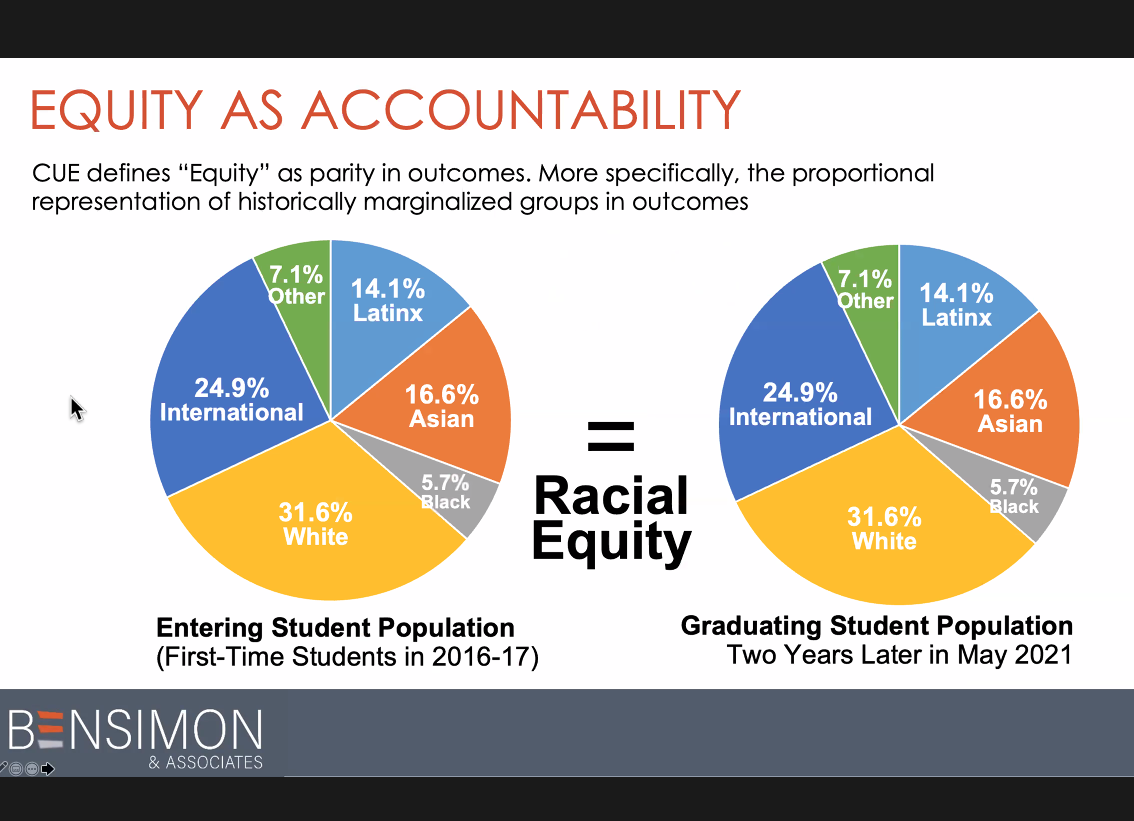 EQUITY AS ACCOUNTABILITY
CUE defines “Equity” as parity in outcomes. More specifically, the proportional
representation of historically marginalized groups in outcomes
7.1%
Other
14.1%
Latinx
24.9%
International
16.6%
Asian
5.7%
Black
31.6%
White
Entering Student Population
(First-Time Students in 2016-17)
=
Racial
Equity
7.1%
Other
14.1%
Latinx
24.9%
International
16.6%
Asian
5.7%
Black
31.6%
White
Graduating Student Population
Two Years Later in May 2021
BENSIMON
& ASSOCIATES